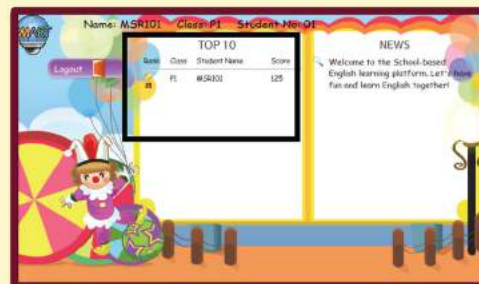 Name: MSR101 Class: P1 Student No: 01
Logout
TOP 10
Rank Class Student Name Score
P1 MSR101 125
NEWS
Welcome to the School-based
English learning platform. Let's have
fun and learn English together!